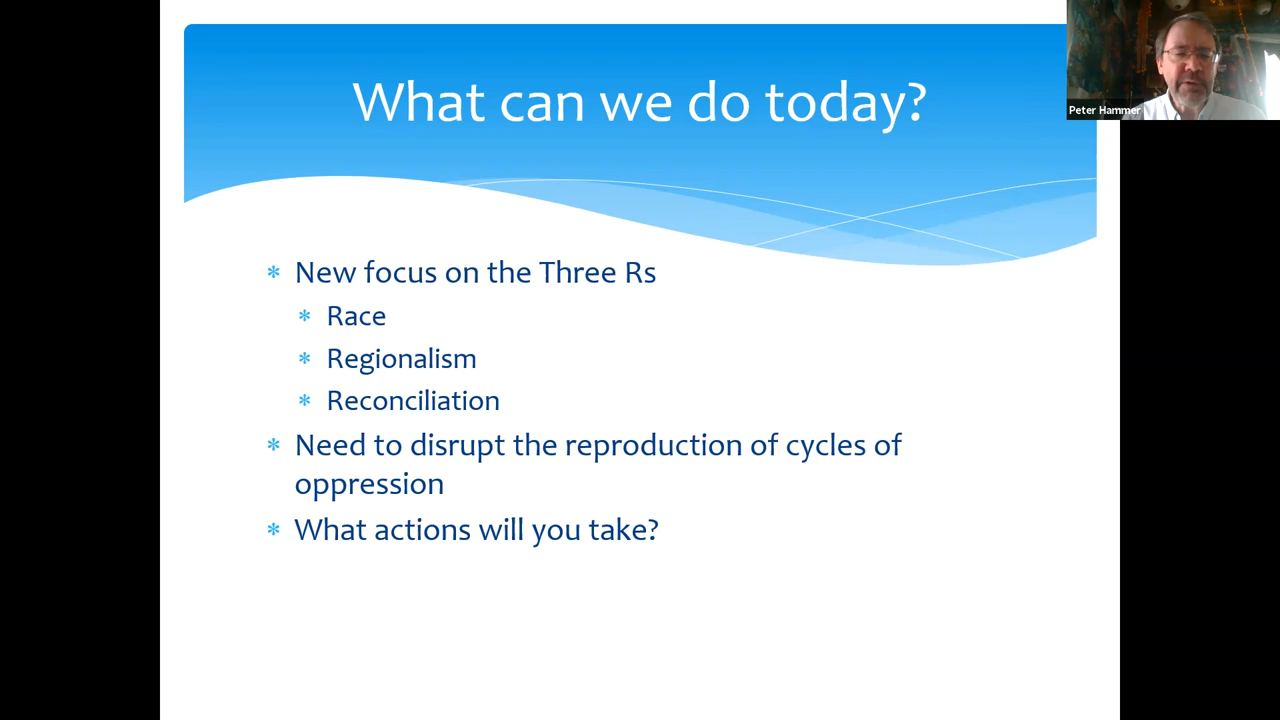 What can we do today?
Peter Hammer
* New focus on the Three Rs
* Race
* Regionalism
* Reconciliation
* Need to disrupt the reproduction of cycles of
oppression
* What actions will you take?